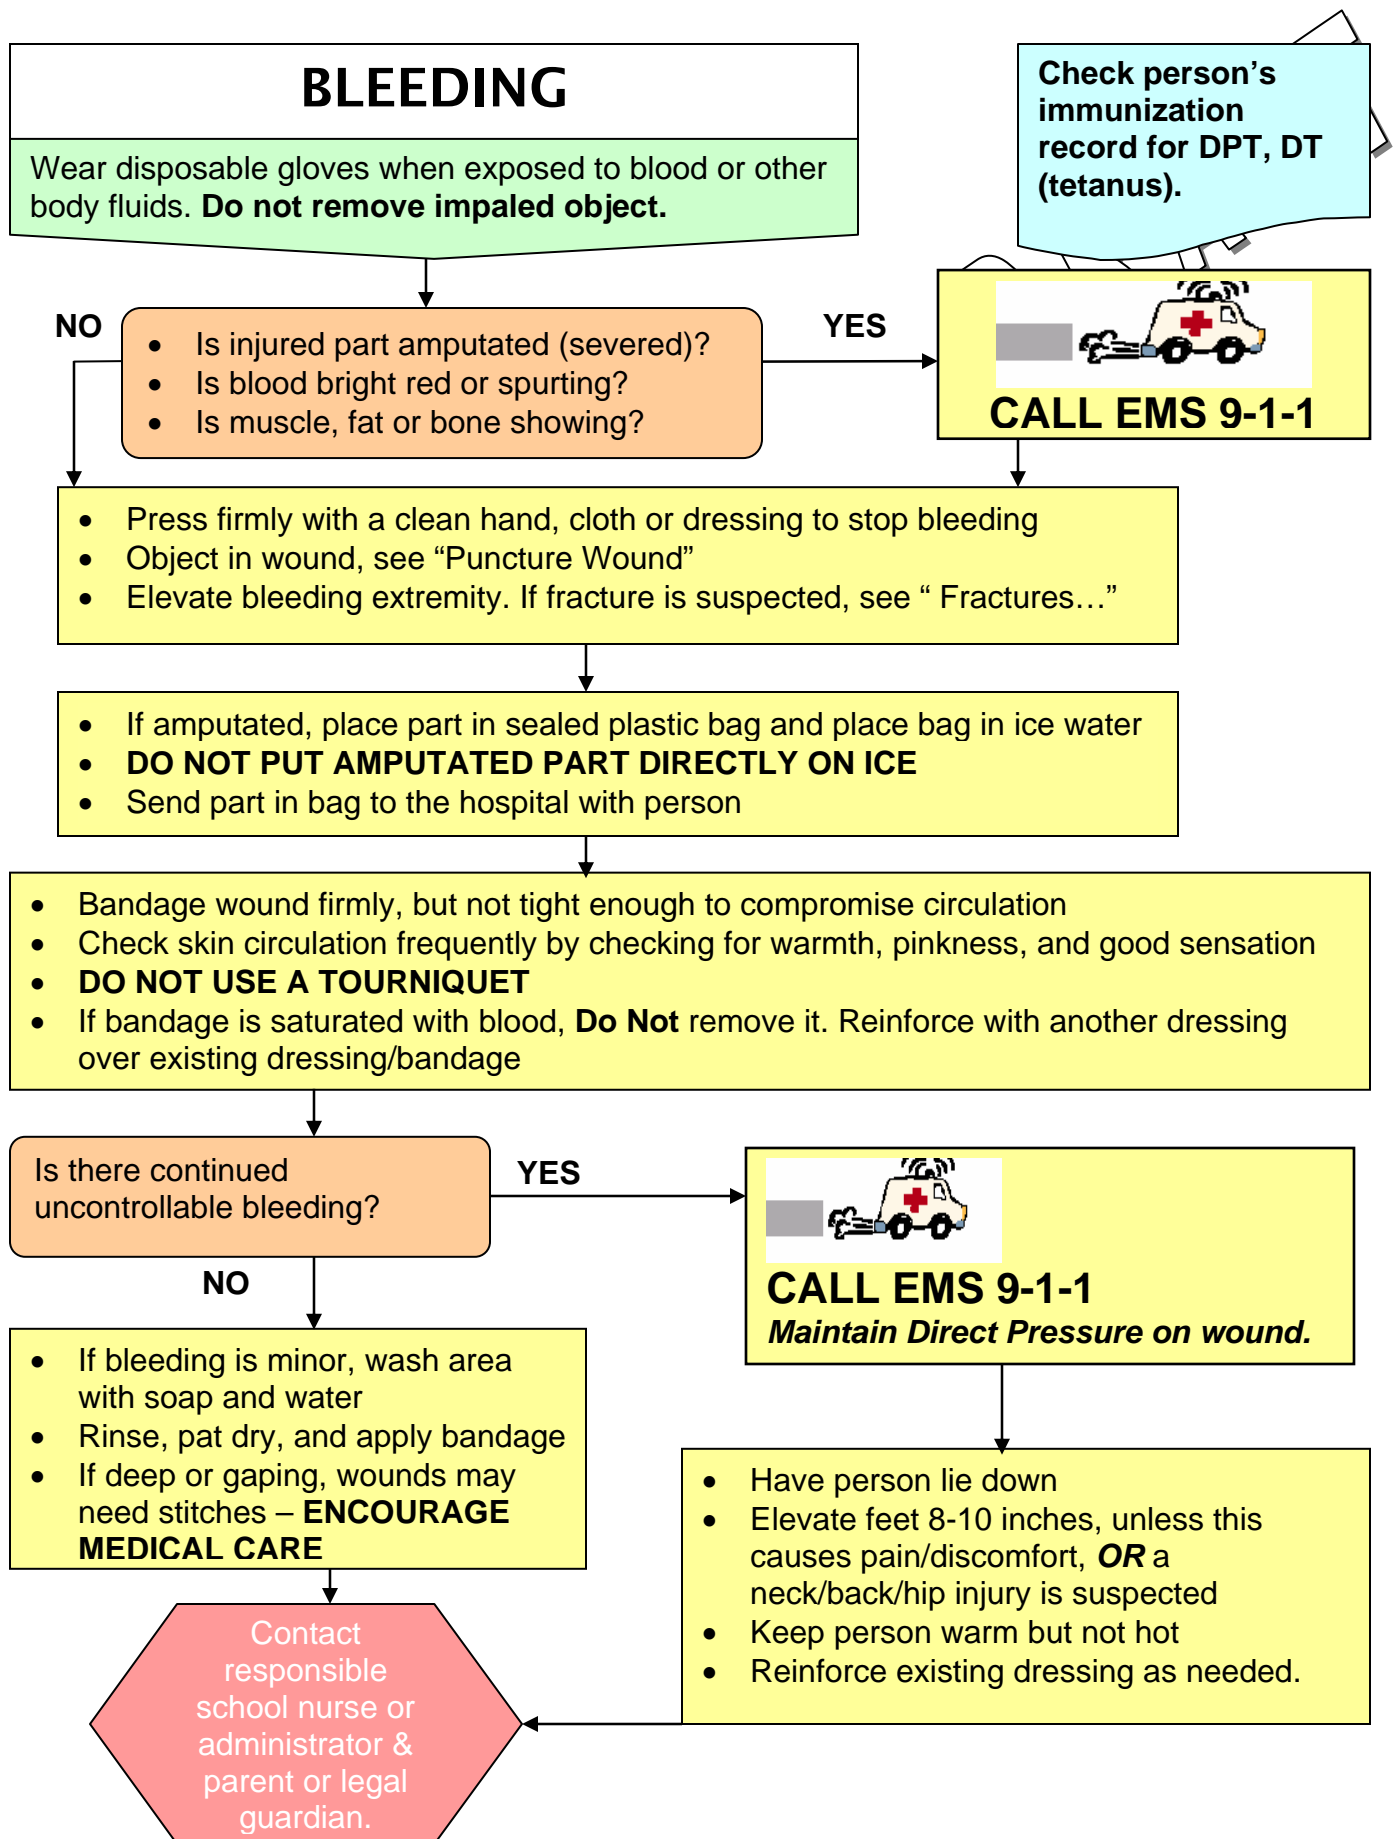 BLEEDING
Wear disposable gloves when exposed to blood or other
body fluids. Do not remove impaled object.
Check person’s
immunization
record for DPT, DT
(tetanus).
NO
• Is injured part amputated (severed)?
• Is blood bright red or spurting?
• Is muscle, fat or bone showing?
YES
CALL EMS 9-1-1
• Press firmly with a clean hand, cloth or dressing to stop bleeding
• Object in wound, see “Puncture Wound”
• Elevate bleeding extremity. If fracture is suspected, see “ Fractures…”
• If amputated, place part in sealed plastic bag and place bag in ice water
• DO NOT PUT AMPUTATED PART DIRECTLY ON ICE
• Send part in bag to the hospital with person
• Bandage wound firmly, but not tight enough to compromise circulation
• Check skin circulation frequently by checking for warmth, pinkness, and good sensation
• DO NOT USE A TOURNIQUET
• If bandage is saturated with blood, Do Not remove it. Reinforce with another dressing
over existing dressing/bandage
Is there continued
uncontrollable bleeding?
YES
NO
CALL EMS 9-1-1
Maintain Direct Pressure on wound.
• If bleeding is minor, wash area
with soap and water
• Rinse, pat dry, and apply bandage
• If deep or gaping, wounds may
need stitches – ENCOURAGE
MEDICAL CARE
• Have person lie down
• Elevate feet 8-10 inches, unless this
causes pain/discomfort, OR a
neck/back/hip injury is suspected
• Keep person warm but not hot
• Reinforce existing dressing as needed.
Contact
responsible
school nurse or
administrator &
parent or legal
guardian.